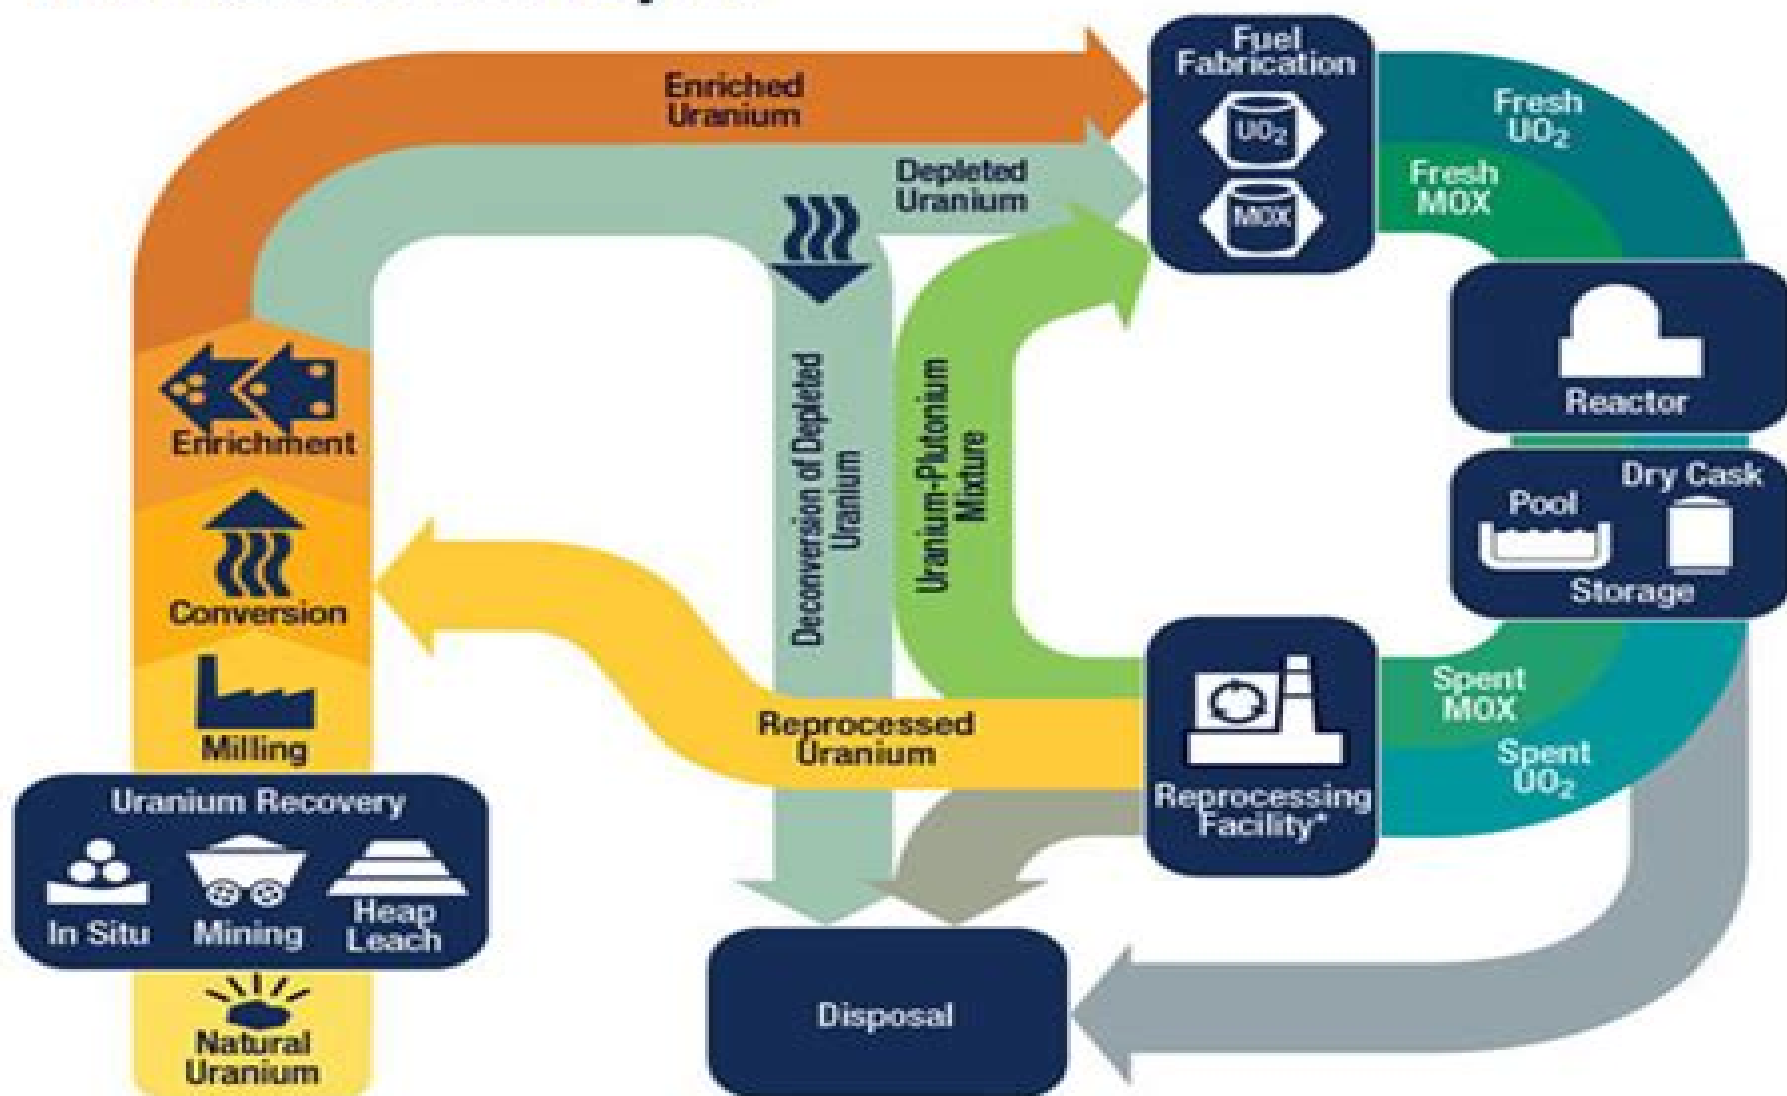 Enriched
Uranium
Depleted
Uranium
Fuel
Fabrication
UO₂
MOX
Fresh
UO₂
Fresh
MOX
Reactor
Dry Cask
Pool
Storage
Enrichment
Conversion
Milling
Uranium Recovery
In Situ
Mining
Heap
Leach
Natural
Uranium
Deconversion of Depleted
Uranium
Uranium-Plutonium
Mixture
Reprocessed
Uranium
Reprocessing
Facility*
Spent
MOX
Spent
UO₂
Disposal